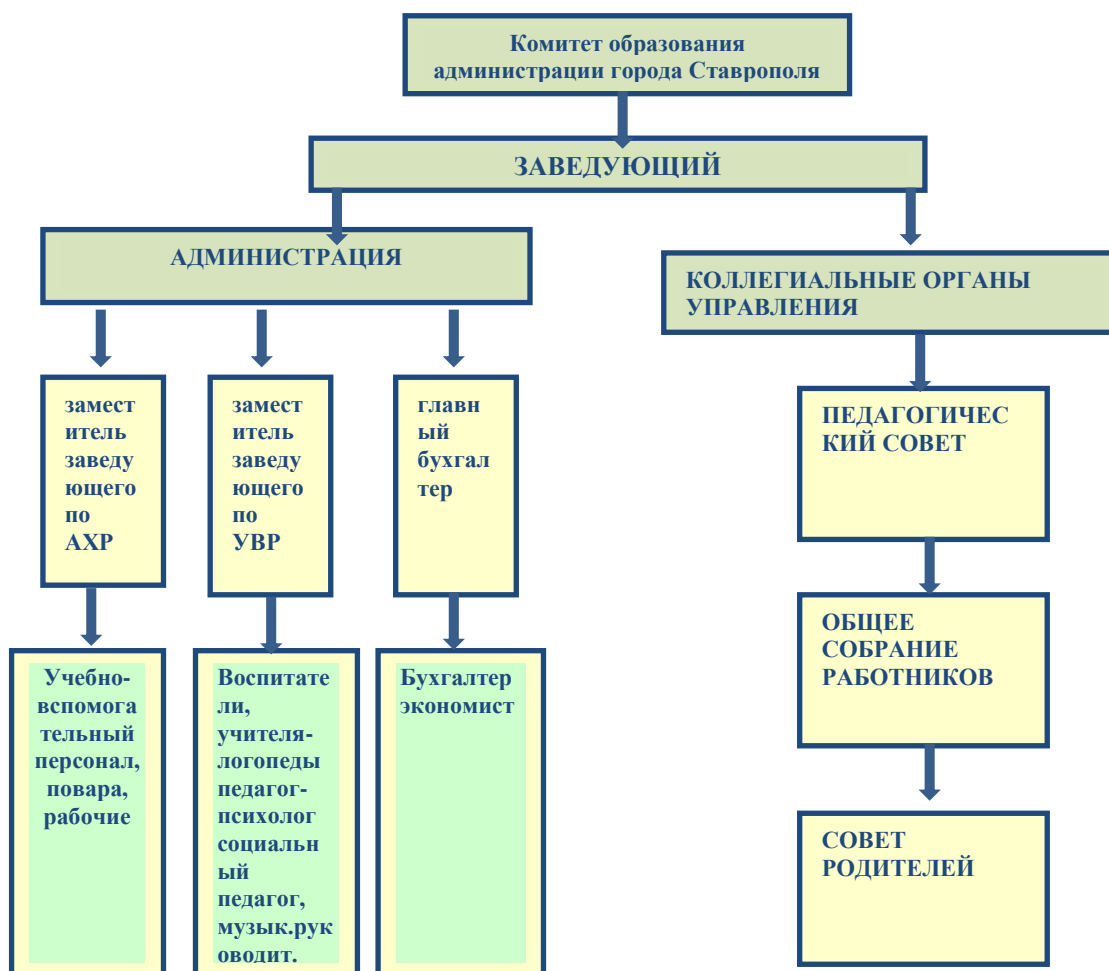 Комитет образования
администрации города Ставрополя
ЗАВЕДУЮЩИЙ
АДМИНИСТРАЦИЯ
КОЛЛЕГИАЛЬНЫЕ ОРГАНЫ
УПРАВЛЕНИЯ
замест
итель
заведу
ющего
по
АХР
замест
итель
заведу
ющего
по
УВР
главн
ый
бухгал
тер
ПЕДАГОГИЧЕС
КИЙ СОВЕТ
ОБЩЕЕ
СОБРАНИЕ
РАБОТНИКОВ
Учебно-
вспомога
тельный
персонал,
повара,
рабочие
Воспитате
ли,
учителя-
логопеды
педагог-
психолог
социальн
ый
педагог,
музык.рук
оводит.
Бухгалтер
экономист
СОВЕТ
РОДИТЕЛЕЙ